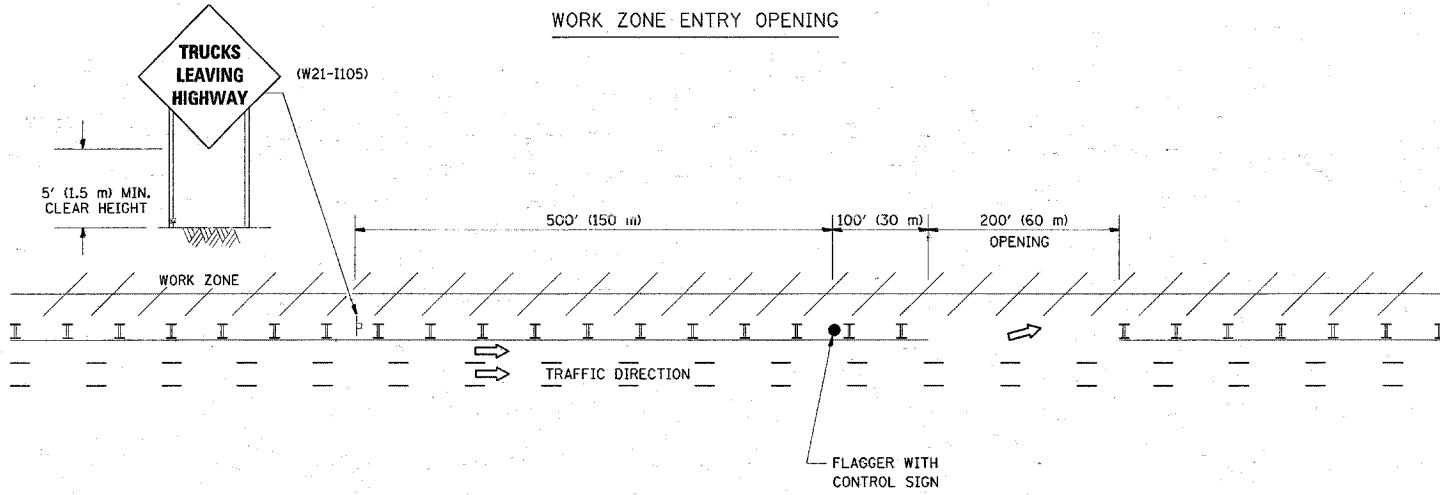 WORK ZONE ENTRY OPENING
TRUCKS
LEAVING
HIGHWAY
(W21-I105)
5' (1.5 m) MIN.
CLEAR HEIGHT
500' (150 m)
100' (30 m)
200' (60 m)
OPENING
WORK ZONE
TRAFFIC DIRECTION
FLAGGER WITH
CONTROL SIGN